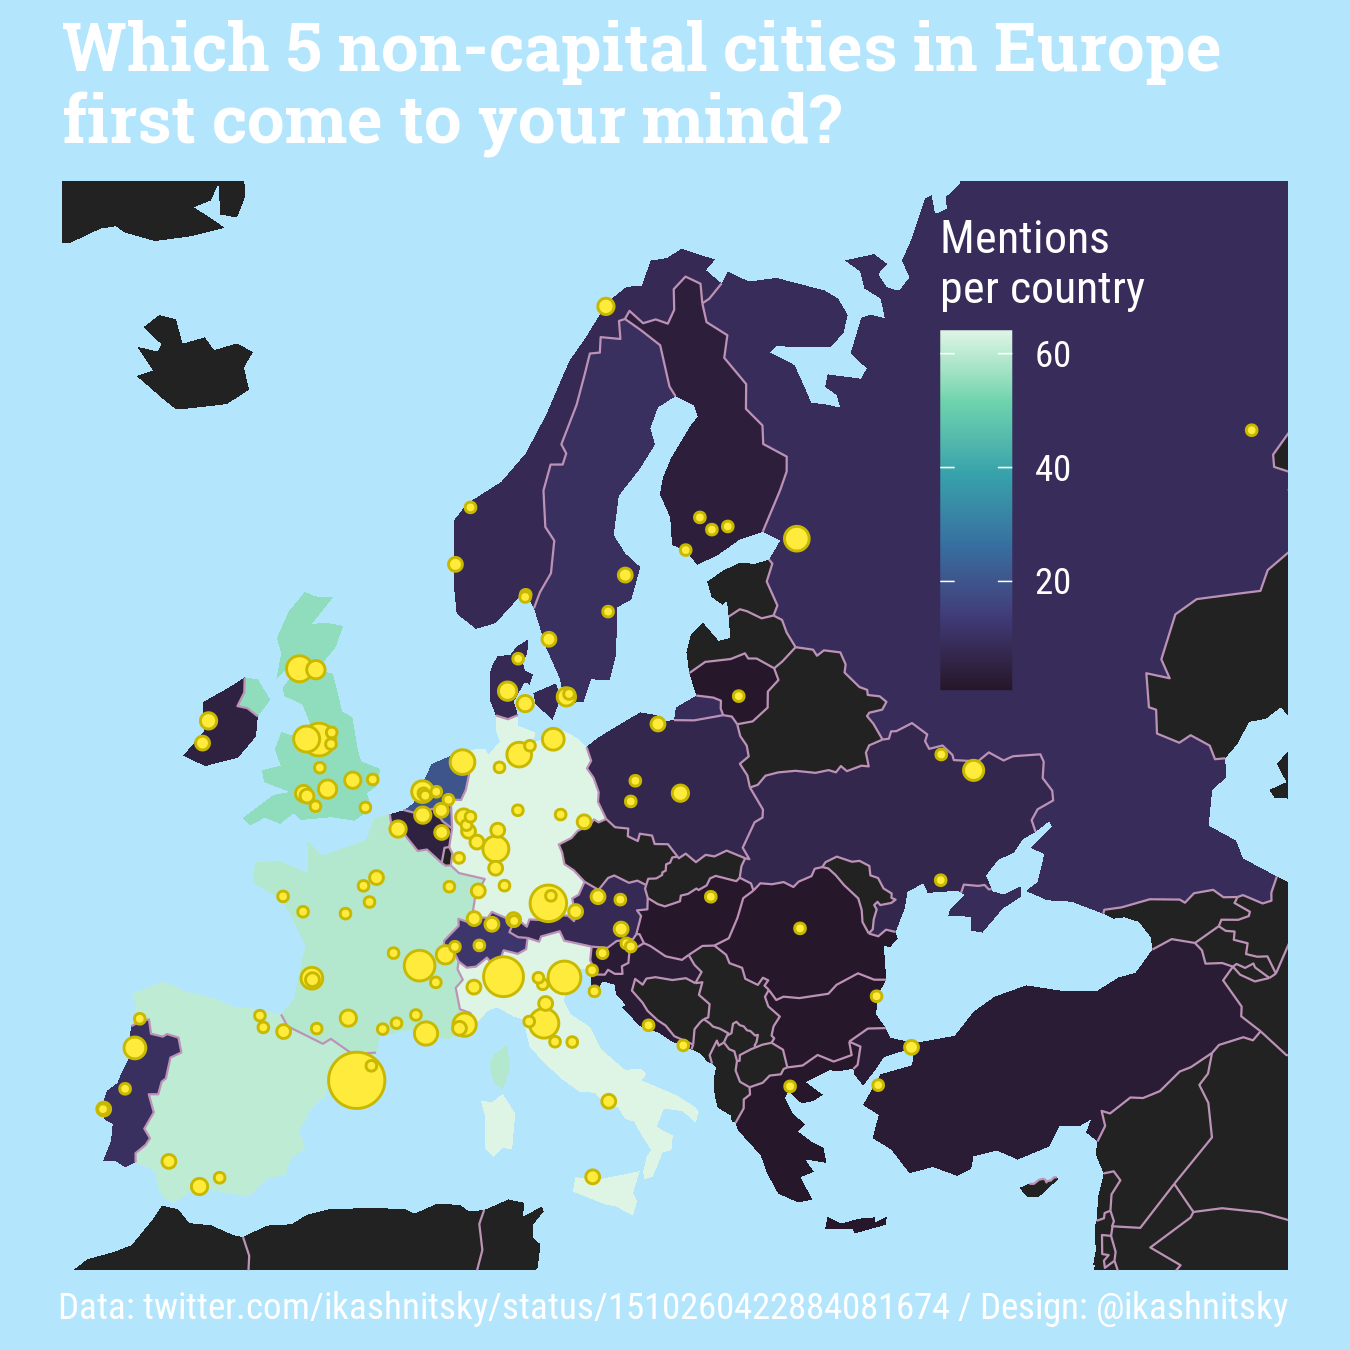 Which 5 non-capital cities in Europe
first come to your mind?
Mentions
per country
60
40
20
Data: twitter.com/ikashnitsky/status/1510260422884081674 / Design: @ikashnitsky